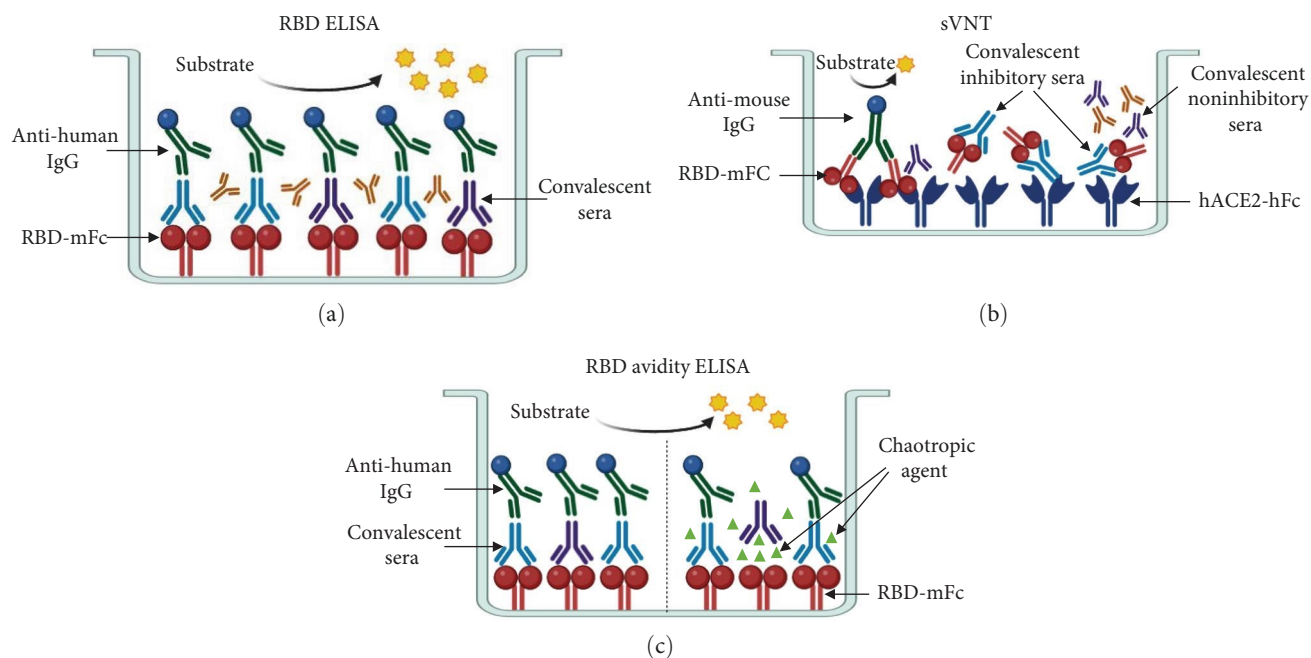 RBD ELISA
Substrate
Anti-human
IgG
Convalescent
sera
RBD-mFc
(a)
sVNT
Substrate
Convalescent
inhibitory sera
Convalescent
noninhibitory
sera
Anti-mouse
IgG
RBD-mFC
hACE2-hFc
(b)
RBD avidity ELISA
Substrate
Chaotropic
agent
Anti-human
IgG
Convalescent
sera
RBD-mFc
(c)